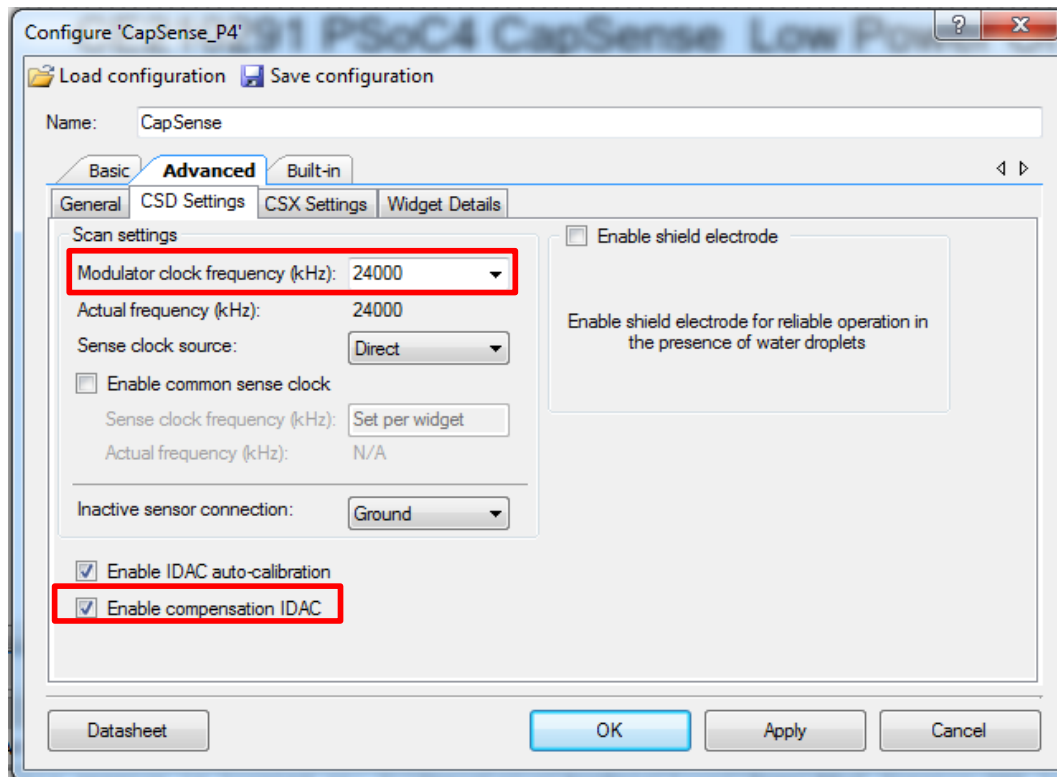 Configure 'CapSense_P4'
Load configuration Save configuration
Name: CapSense
Basic Advanced Built-in
General CSD Settings CSX Settings Widget Details
Scan settings
Enable shield electrode
Modulator clock frequency (kHz): 24000
Actual frequency (kHz): 24000
Enable shield electrode for reliable operation in
the presence of water droplets
Sense clock source: Direct
Enable common sense clock
Sense clock frequency (kHz): Set per widget
Actual frequency (kHz): N/A
Inactive sensor connection: Ground
Enable IDAC auto-calibration
Enable compensation IDAC
Datasheet OK Apply Cancel